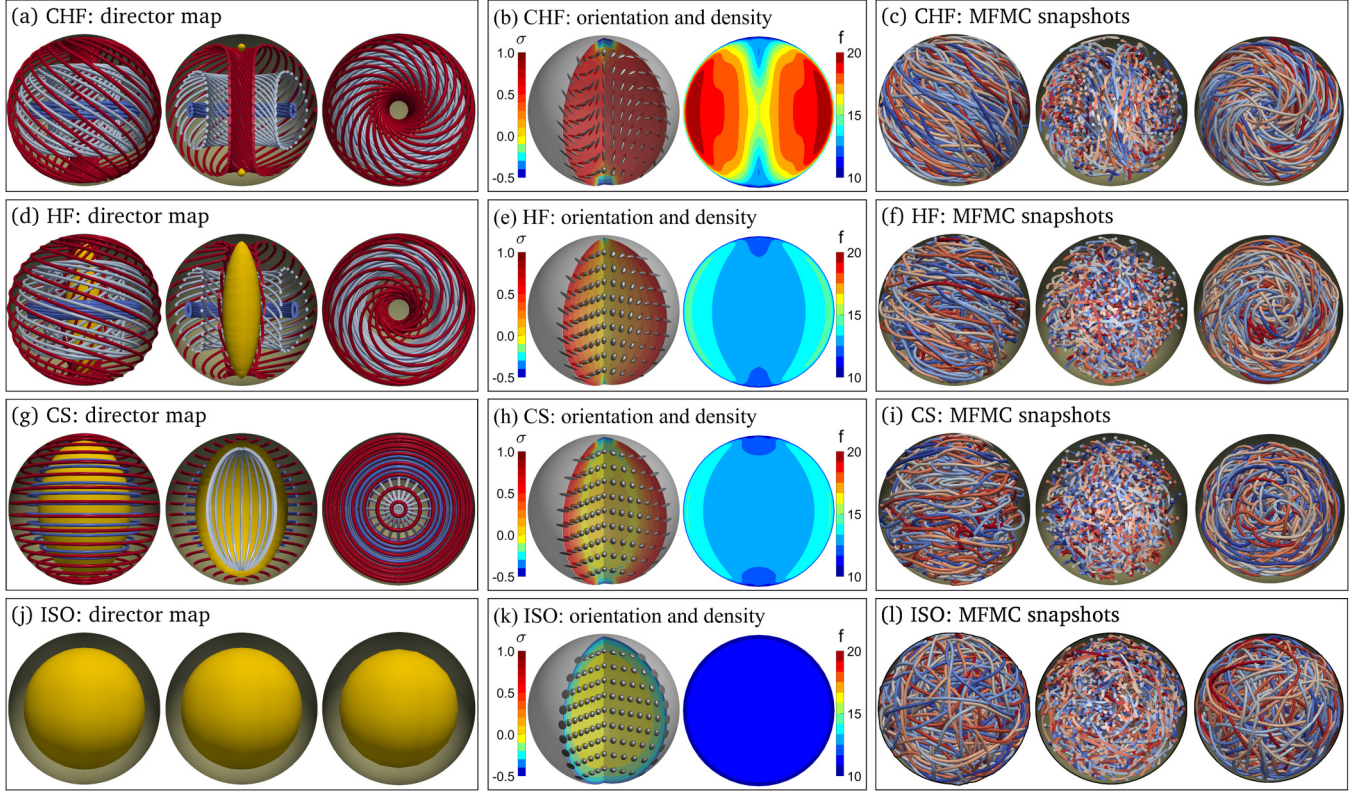 (a) CHF: director map
(b) CHF: orientation and density
σ
1.0
0.5
0.0
-0.5
f
20
15
10
(c) CHF: MFMC snapshots
(d) HF: director map
(e) HF: orientation and density
σ
1.0
0.5
0.0
-0.5
f
20
15
10
(f) HF: MFMC snapshots
(g) CS: director map
(h) CS: orientation and density
σ
1.0
0.5
0.0
-0.5
f
20
15
10
(i) CS: MFMC snapshots
(j) ISO: director map
(k) ISO: orientation and density
σ
1.0
0.5
0.0
-0.5
f
20
15
10
(l) ISO: MFMC snapshots